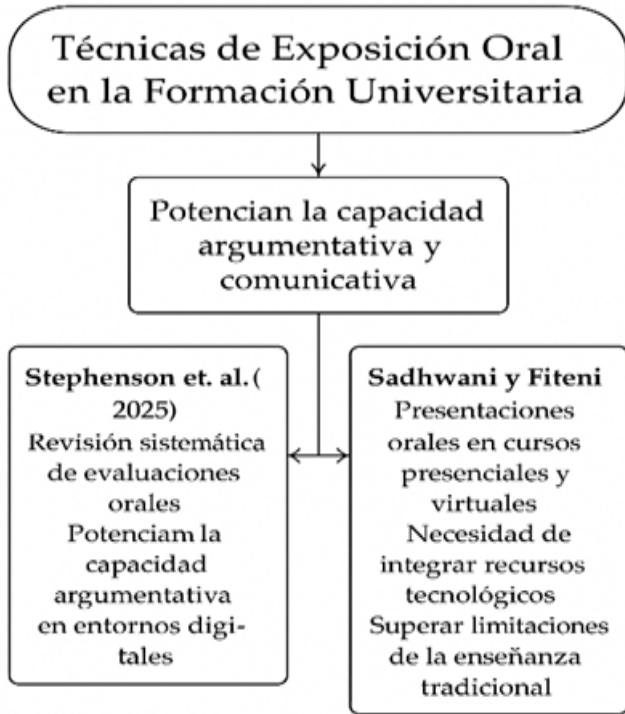 Técnicas de Exposición Oral
en la Formación Universitaria
Potencian la capacidad
argumentativa y
comunicativa
Stephenson et. al.(
2025)
Revisión sistemática
de evaluaciones
orales
Potenciam la
capacidad
argumentativa
en entornos digi-
tales
Sadhwani y Fiteni
Presentaciones
orales en cursos
presenciales y
virtuales
Necesidad de
integrar recursos
tecnológicos
Superar limitaciones
de la enseñanza
tradicional